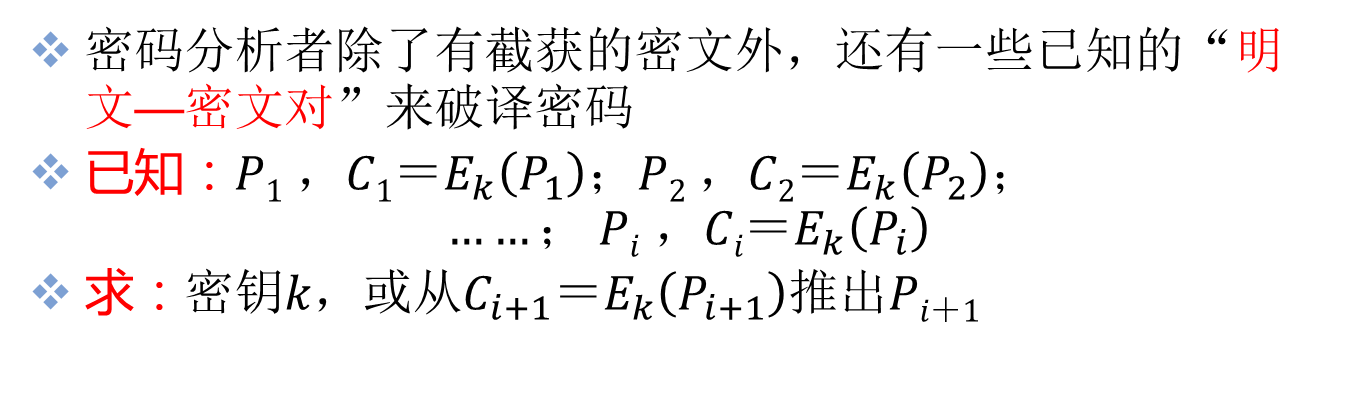 ❖ 密码分析者除了有截获的密文外，还有一些已知的“明
文—密文对”来破译密码
❖ 已知：P₁，C₁＝Eₖ(P₁)；P₂，C₂＝Eₖ(P₂)；
……； Pᵢ，Cᵢ＝Eₖ(Pᵢ)
❖ 求：密钥k，或从Cᵢ₊₁＝Eₖ(Pᵢ₊₁)推出Pᵢ₊₁